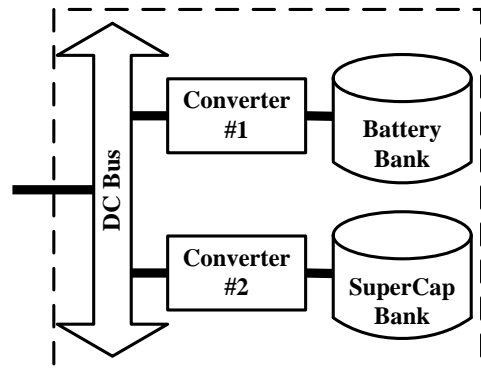 Converter
#1
Battery
Bank
DC Bus
Converter
#2
SuperCap
Bank